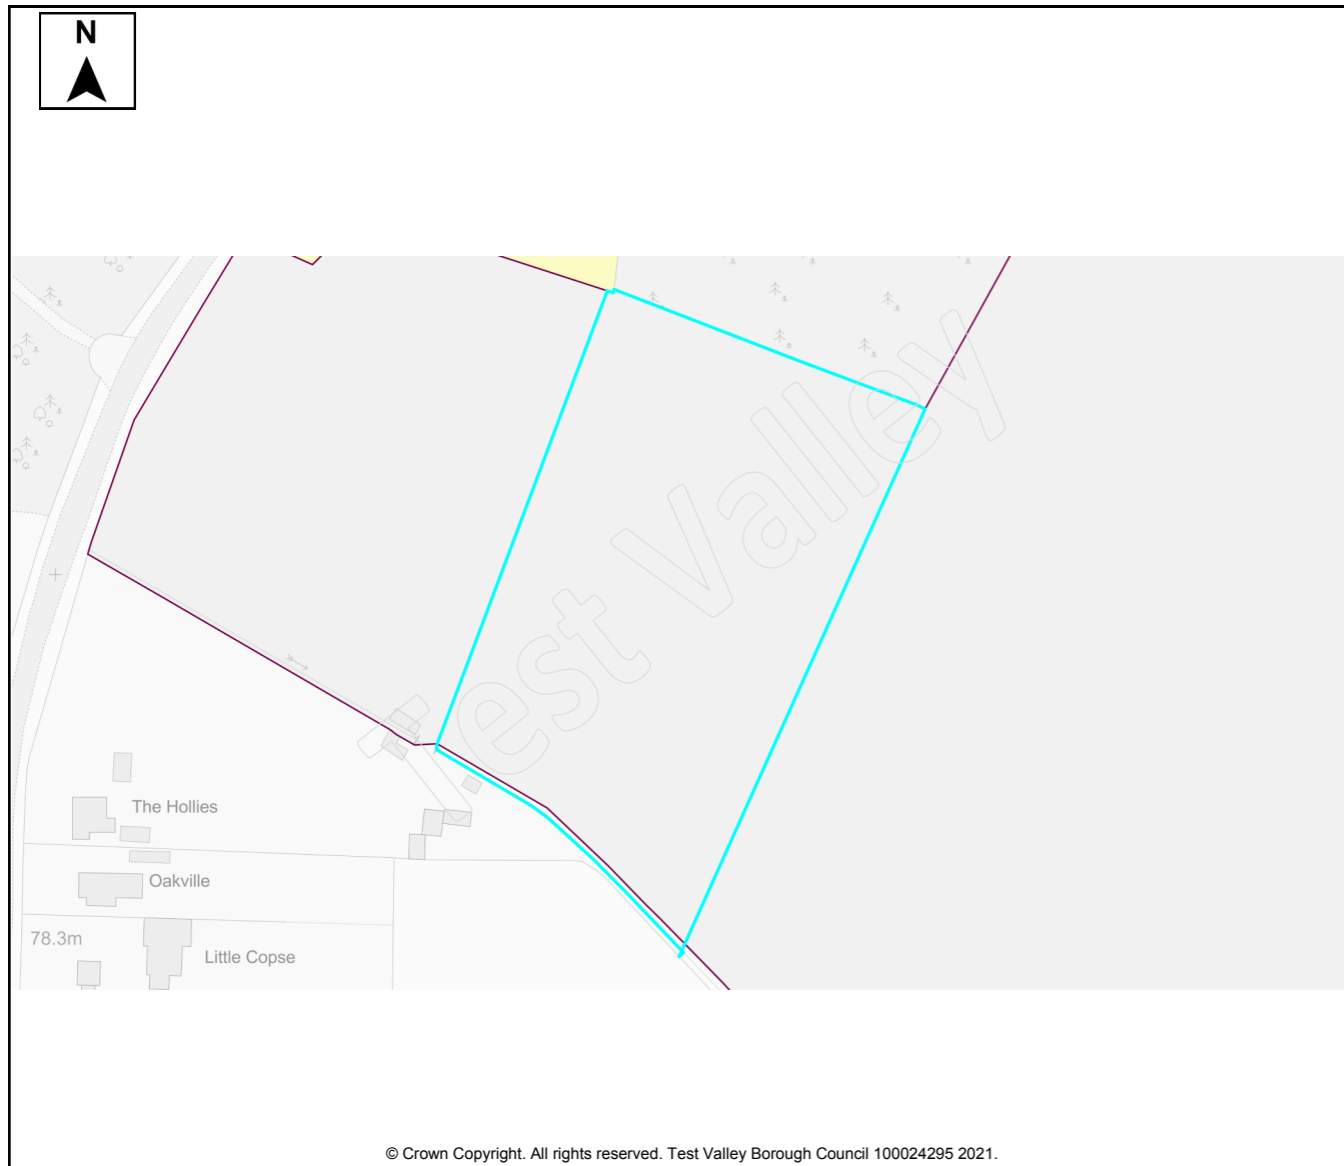 N
Test Valley
The Hollies
Oakville
78.3m
Little Copse
© Crown Copyright. All rights reserved. Test Valley Borough Council 100024295 2021.